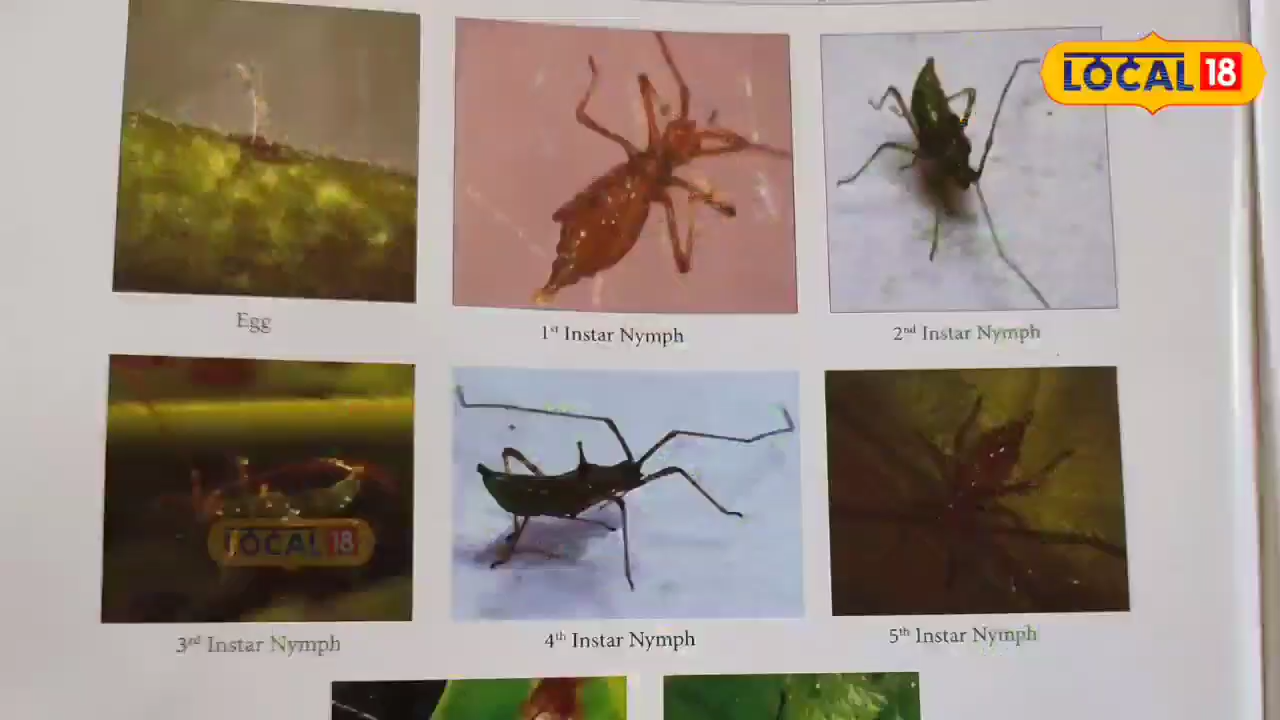 LOCAL 18
Egg
1st Instar Nymph
2nd Instar Nymph
LOCAL 18
3rd Instar Nymph
4th Instar Nymph
5th Instar Nymph